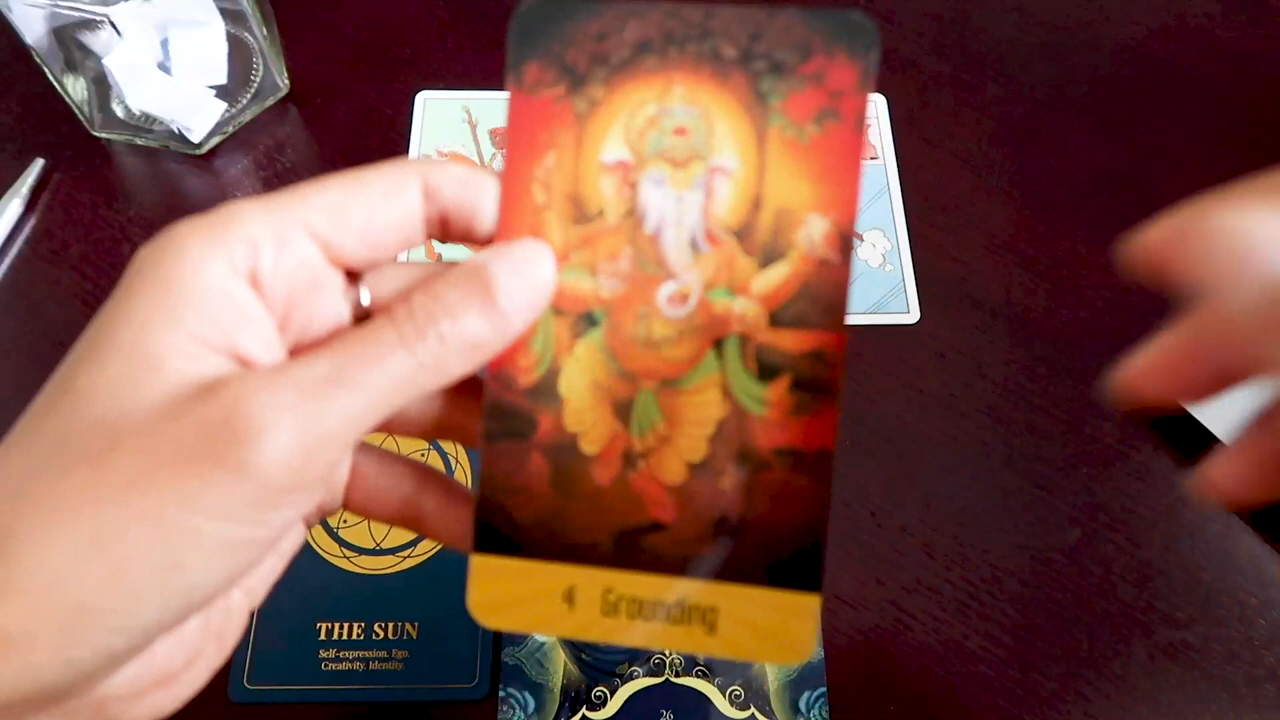 4 Grounding
THE SUN
Self-expression. Ego.
Creativity. Identity.
26